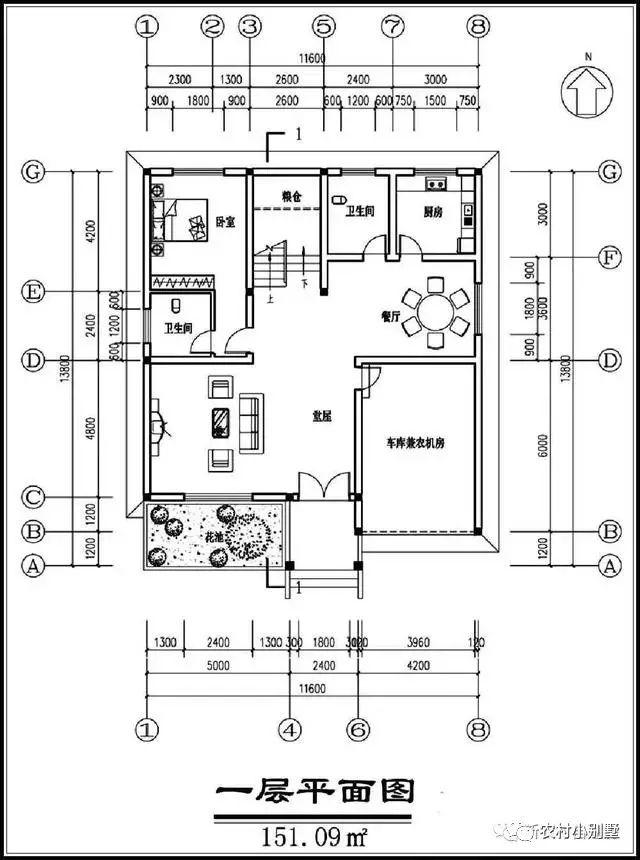 ① ② ③ ⑤ ⑦ ⑧
11600
N
2300 1300 2600 2400 3000
900 1800 900 2600 600 1200 600 750 1500 750
1
Ⓖ Ⓖ
粮仓
卧室 卫生间 厨房
4200 3000
Ⓕ
上 下
Ⓔ
600 900
餐厅
2400 1200 卫生间 1800 3600
600 900
Ⓓ Ⓓ
13800 13800
堂屋
4800 车库兼农机房 6000
Ⓒ
1200
Ⓑ 花池 Ⓑ
1200 1200
Ⓐ Ⓐ
1
1300 2400 1300 300 1800 3960 120
5000 2400 4200
11600
① ④ ⑥ ⑧
一层平面图
151.09㎡
新农村小别墅